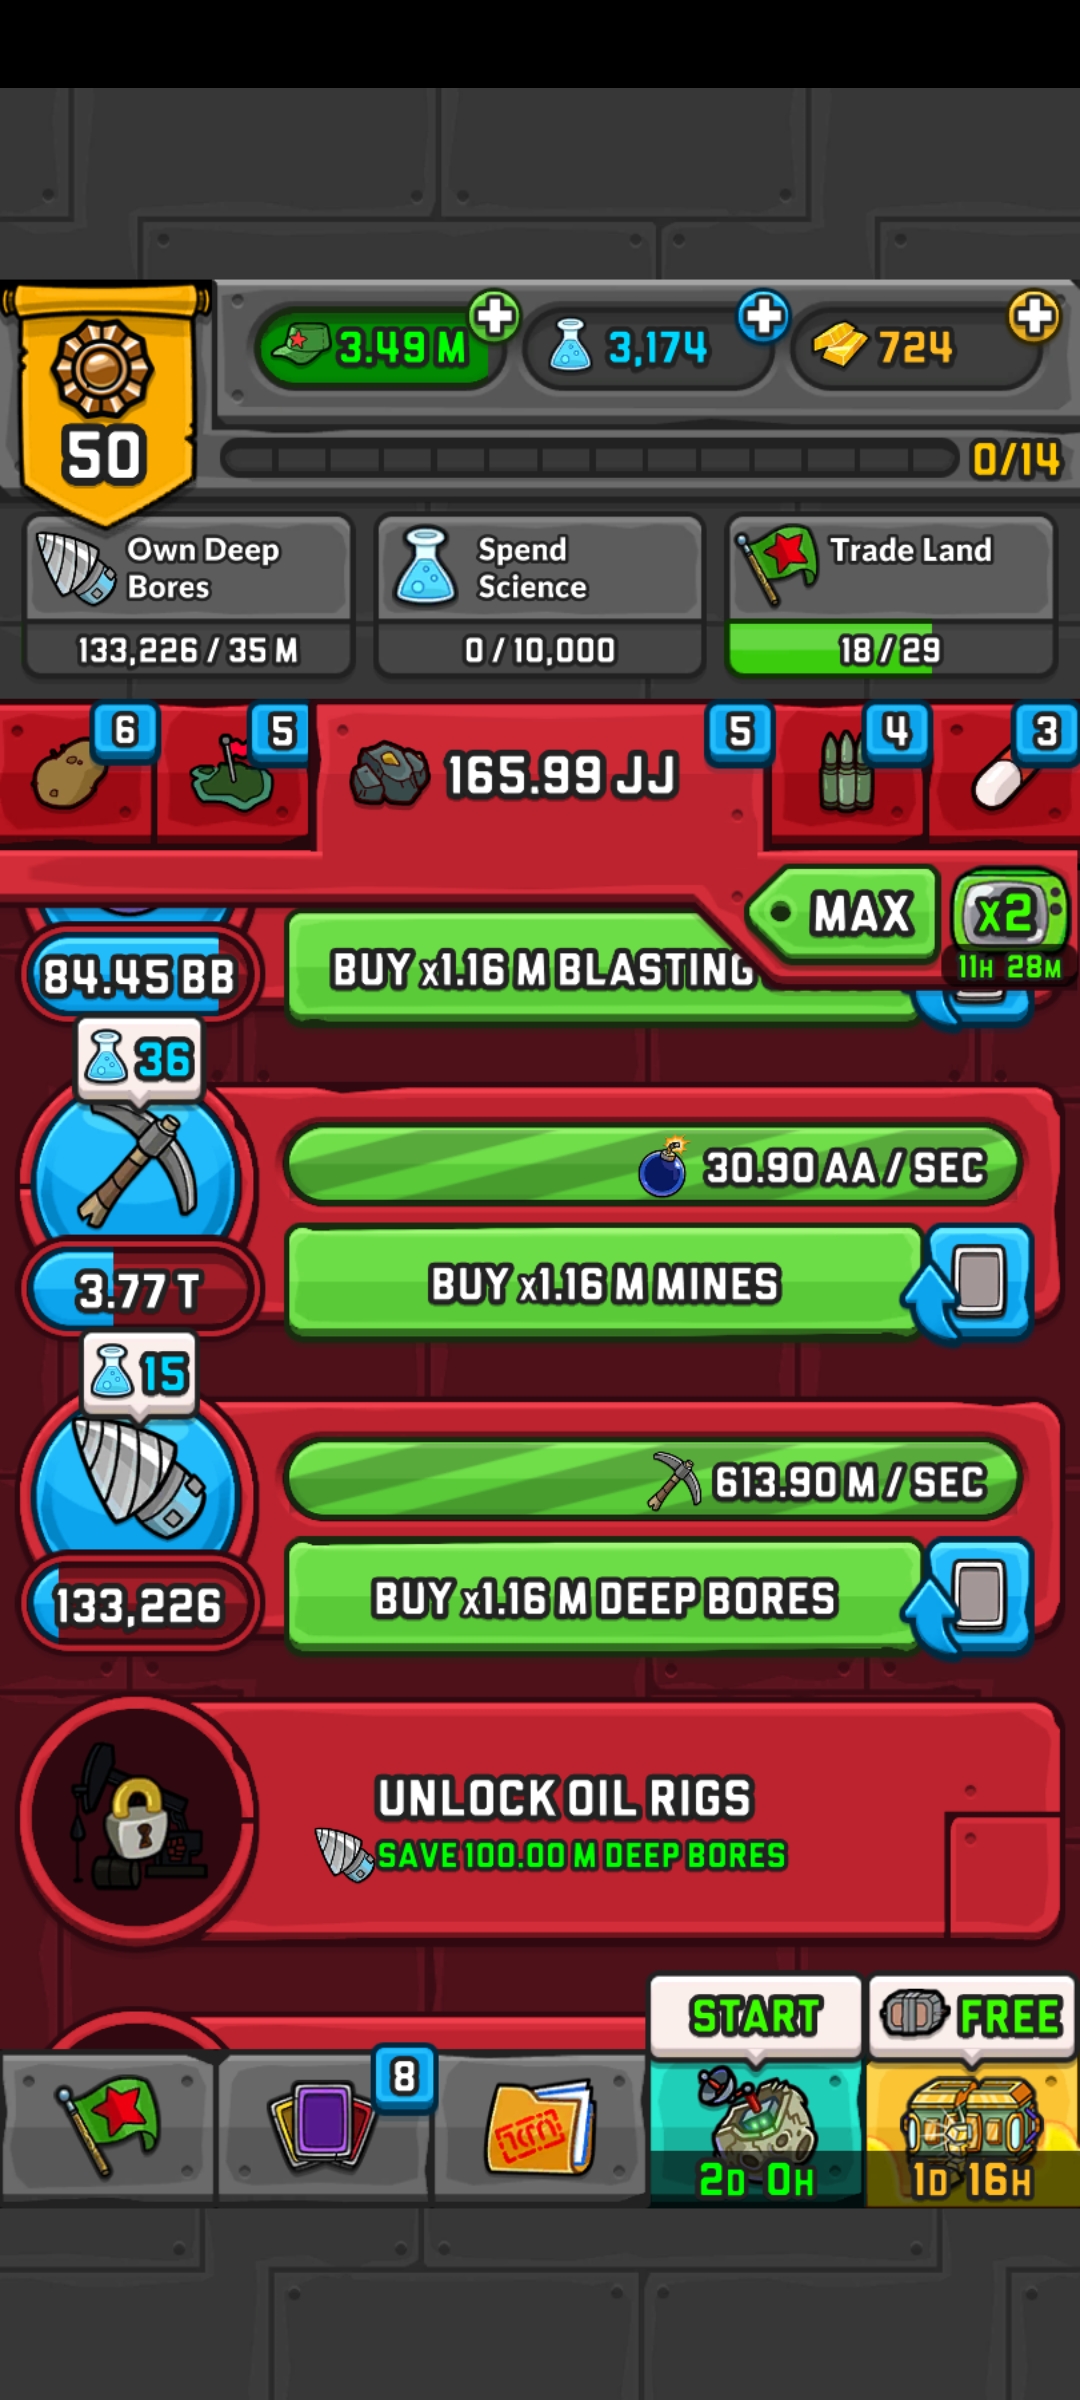 3.49 M
3,174
724
50
0/14
Own Deep Bores
133,226 / 35 M
Spend Science
0 / 10,000
Trade Land
18 / 29
6
5
165.99 JJ
5
4
3
MAX
x2
11H 28M
84.45 BB
BUY x1.16 M BLASTING
36
30.90 AA / SEC
3.77 T
BUY x1.16 M MINES
15
613.90 M / SEC
133,226
BUY x1.16 M DEEP BORES
UNLOCK OIL RIGS
SAVE 100.00 M DEEP BORES
START
FREE
8
2D 0H
1D 16H